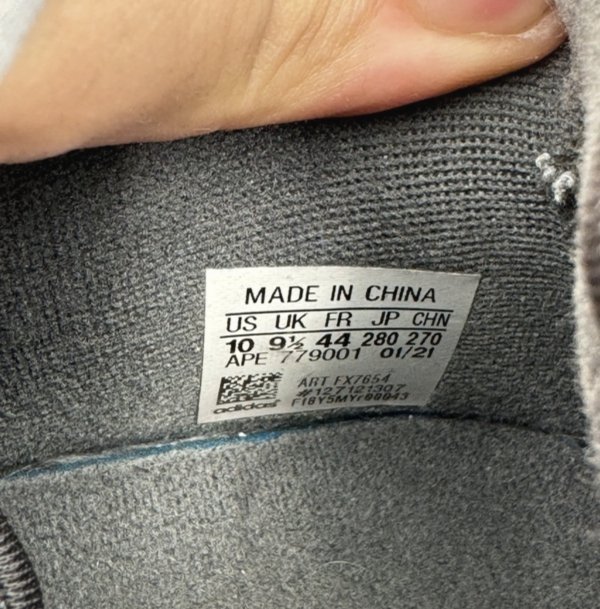 MADE IN CHINA
US UK FR JP CHN
10 9½ 44 280 270
APE 779001 01/21
ART FX7654
#127121307
adidas